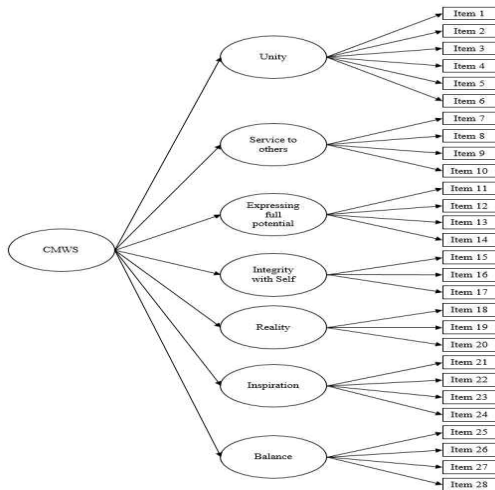 CMWS
Unity
Service to
others
Expressing
full
potential
Integrity
with Self
Reality
Inspiration
Balance
Item 1
Item 2
Item 3
Item 4
Item 5
Item 6
Item 7
Item 8
Item 9
Item 10
Item 11
Item 12
Item 13
Item 14
Item 15
Item 16
Item 17
Item 18
Item 19
Item 20
Item 21
Item 22
Item 23
Item 24
Item 25
Item 26
Item 27
Item 28